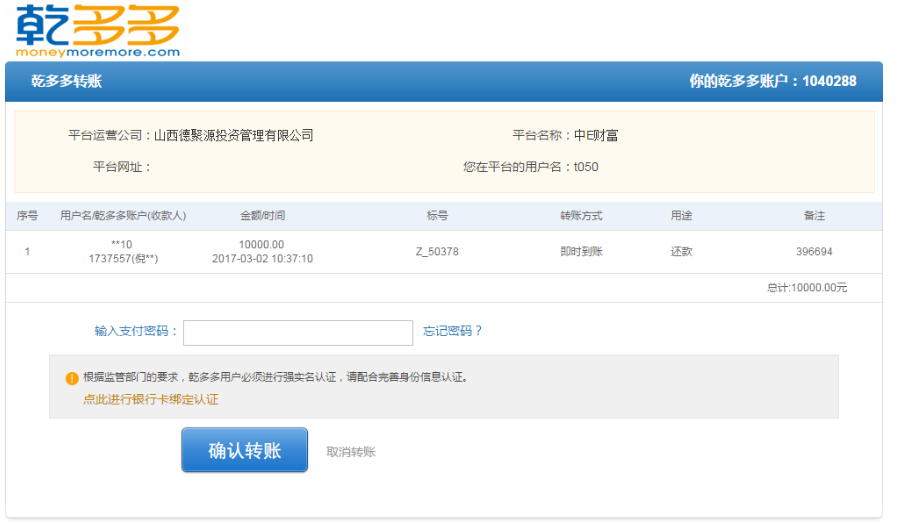 乾多多
moneymoremore.com
乾多多转账 你的乾多多账户：1040288
平台运营公司：山西德聚源投资管理有限公司 平台名称：中E财富
平台网址： 您在平台的用户名：t050
序号 用户名/乾多多账户(收款人) 金额/时间 标号 转账方式 用途 备注
1 **10 1737557(倪**) 10000.00 2017-03-02 10:37:10 Z_50378 即时到账 还款 396694
总计:10000.00元
输入支付密码： 忘记密码？
根据监管部门的要求，乾多多用户必须进行强实名认证，请配合完善身份信息认证。
点此进行银行卡绑定认证
确认转账 取消转账